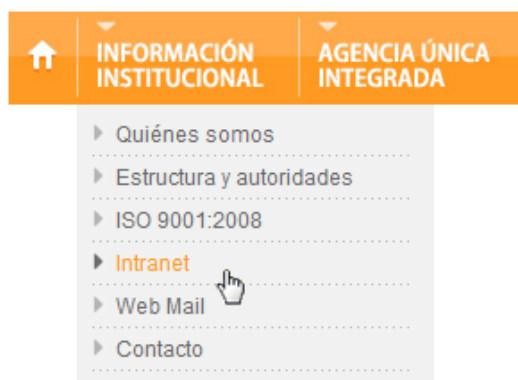 INFORMACIÓN
INSTITUCIONAL
AGENCIA ÚNICA
INTEGRADA
Quiénes somos
Estructura y autoridades
ISO 9001:2008
Intranet
Web Mail
Contacto